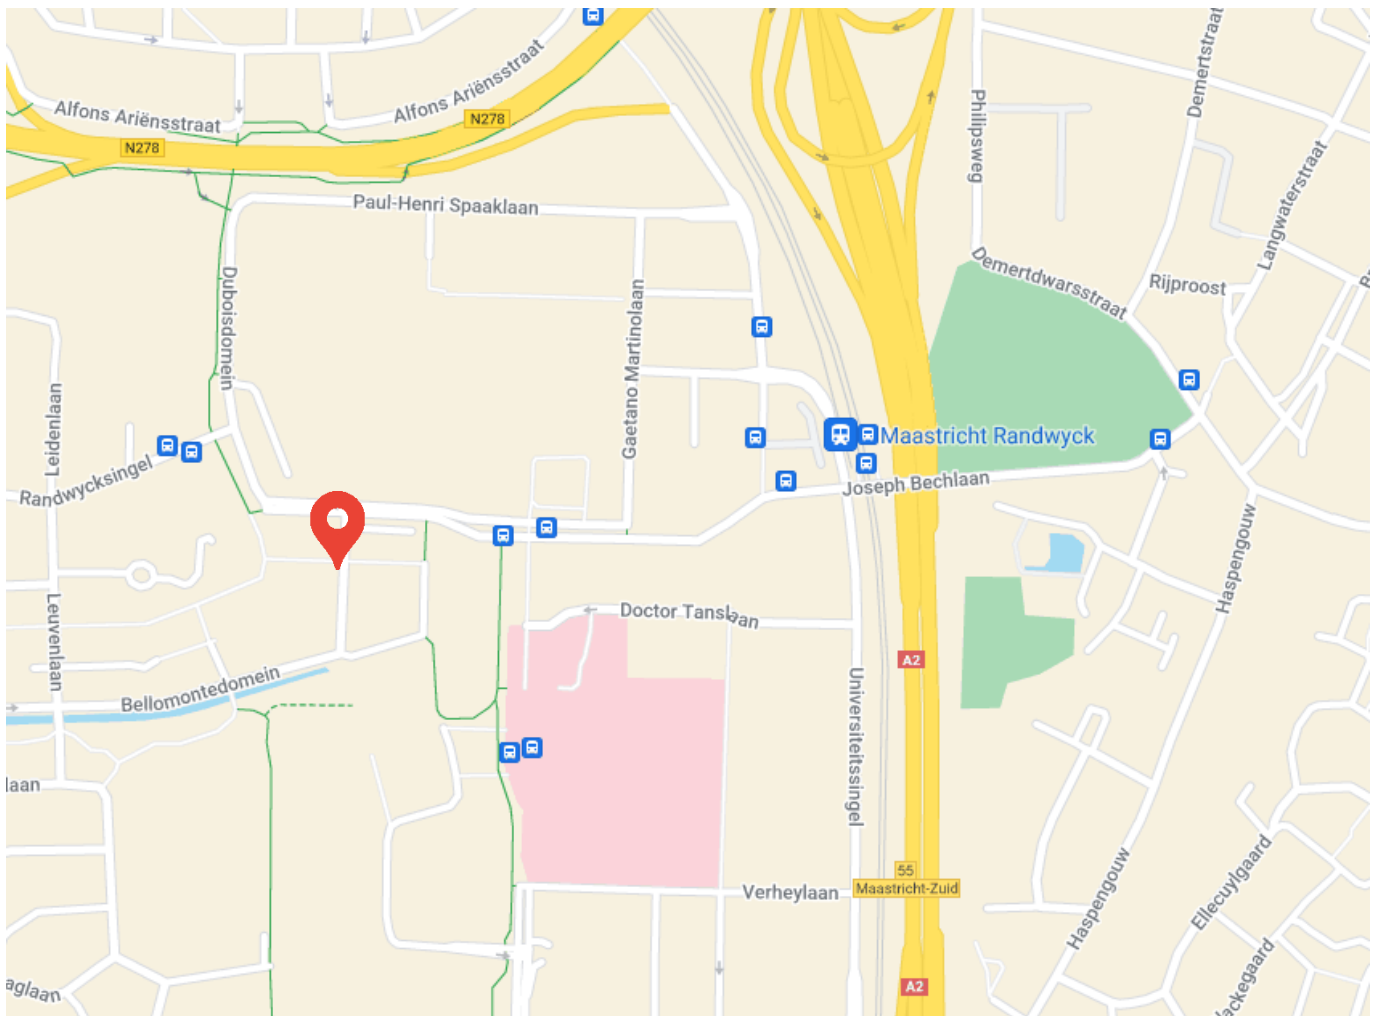 Alfons Ariënsstraat
Alfons Ariënsstraat
N278
N278
Paul-Henri Spaaklaan
Philipsweg
Demertstraat
Langwaterstraat
Demertdwarsstraat
Rijproost
Duboisdomein
Gaetano Martinolaan
Leidenlaan
Randwycksingel
Maastricht Randwyck
Joseph Bechlaan
Haspengouw
Leuvenlaan
Doctor Tanslaan
A2
Bellomontedomein
Universiteitssingel
laan
55
Maastricht-Zuid
Verheylaan
Haspengouw
Ellecuylgaard
aglaan
A2
ackegaard